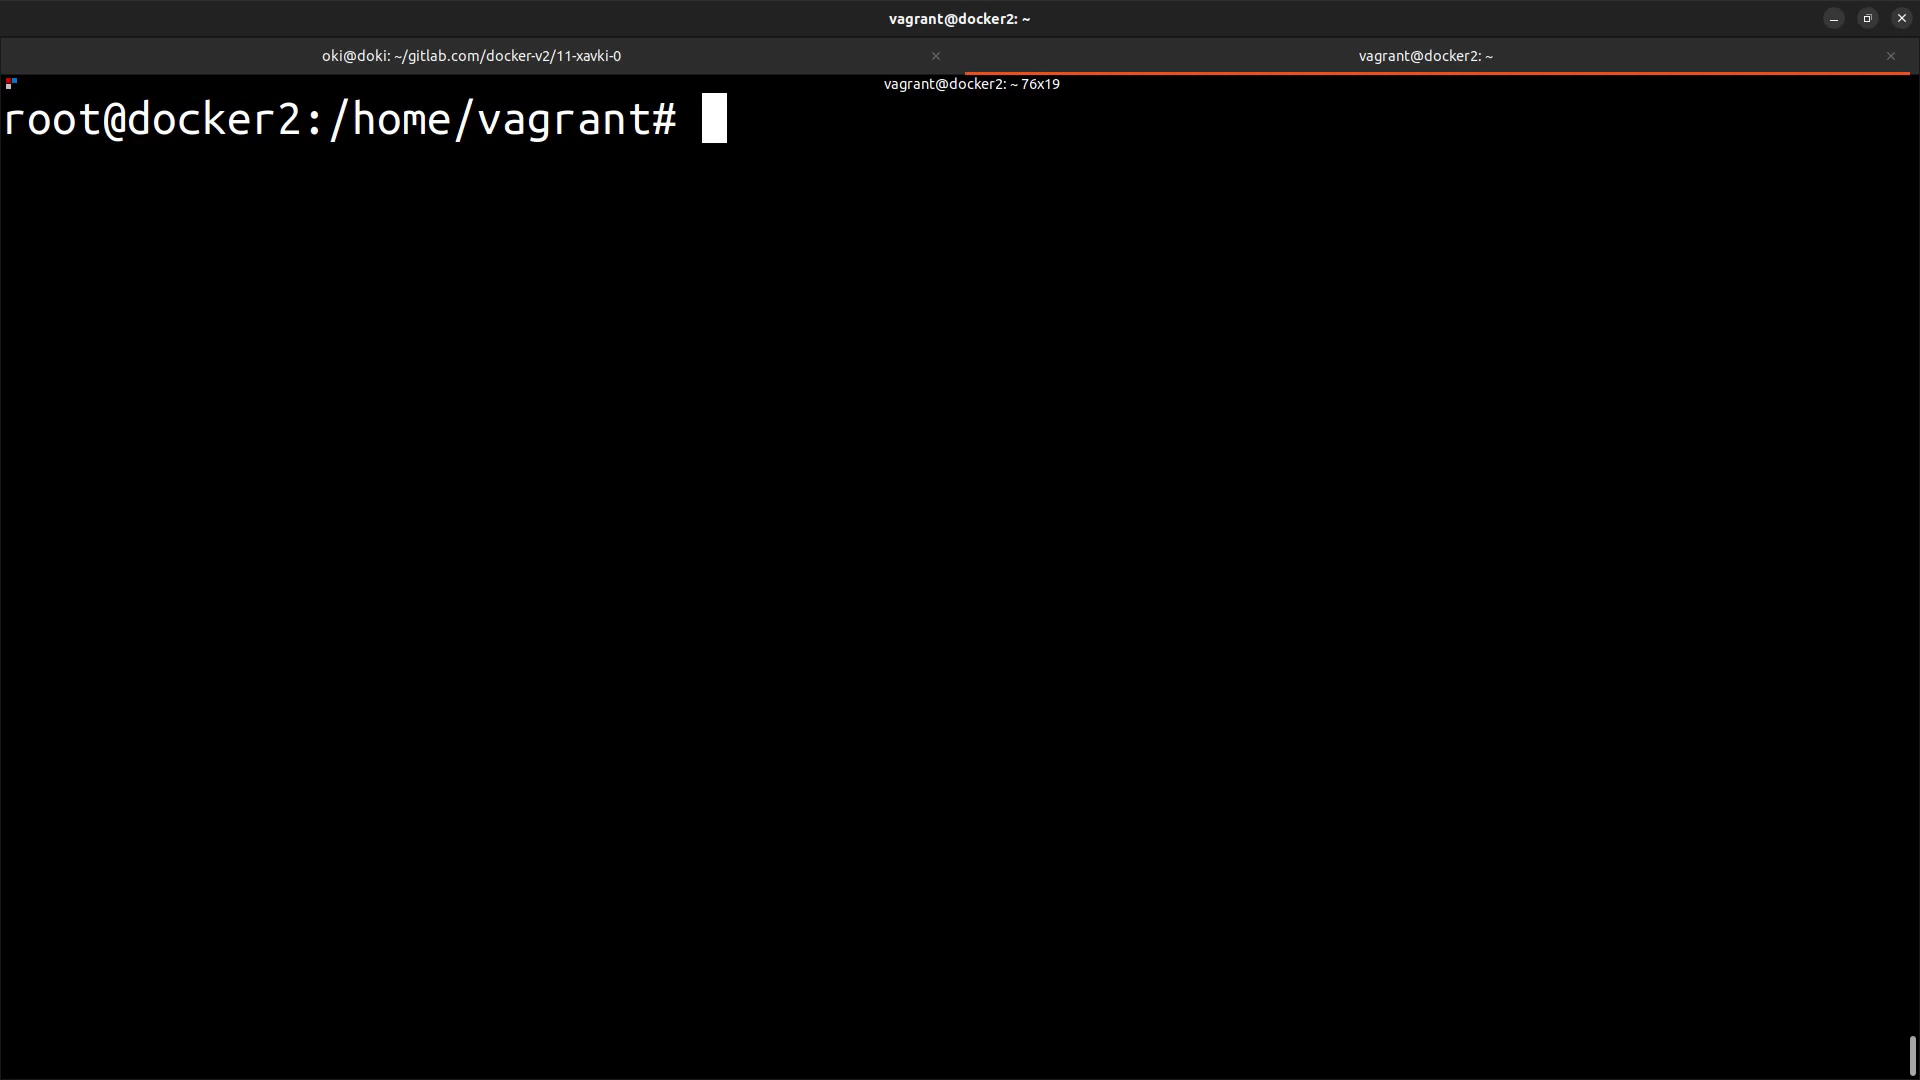 vagrant@docker2: ~
oki@doki: ~/gitlab.com/docker-v2/11-xavki-0
vagrant@docker2: ~
vagrant@docker2: ~ 76x19
root@docker2:/home/vagrant#